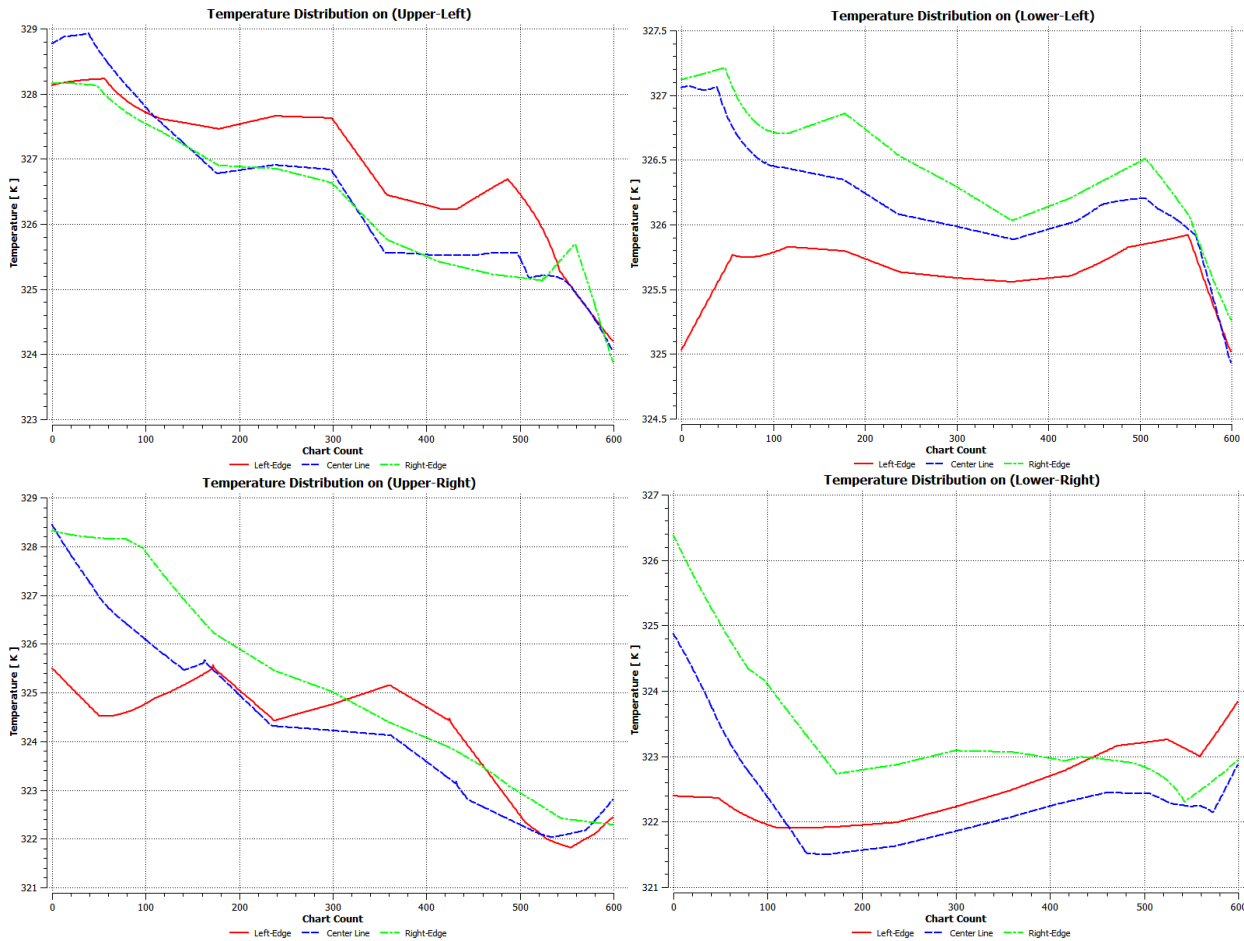 Temperature Distribution on (Upper-Left)
Temperature [ K ]
329
328
327
326
325
324
323
0 100 200 300 400 500 600
Chart Count
Left-Edge Center Line Right-Edge
Temperature Distribution on (Lower-Left)
Temperature [ K ]
327.5
327
326.5
326
325.5
325
324.5
0 100 200 300 400 500 600
Chart Count
Left-Edge Center Line Right-Edge
Temperature Distribution on (Upper-Right)
Temperature [ K ]
329
328
327
326
325
324
323
322
321
0 100 200 300 400 500 600
Chart Count
Left-Edge Center Line Right-Edge
Temperature Distribution on (Lower-Right)
Temperature [ K ]
327
326
325
324
323
322
321
0 100 200 300 400 500 600
Chart Count
Left-Edge Center Line Right-Edge